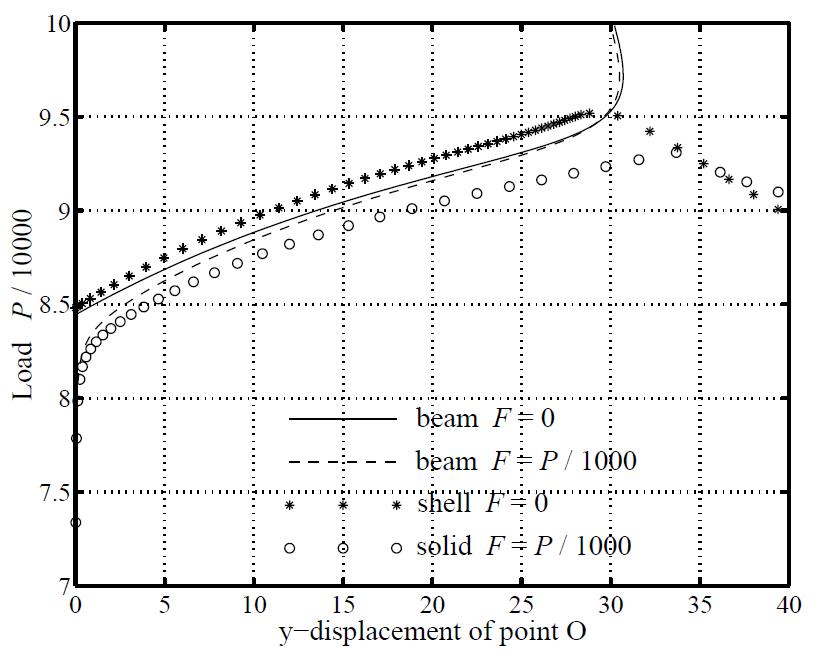 10
9.5
9
8.5
8
7.5
7
Load P / 10000
beam F = 0
beam F = P / 1000
shell F = 0
solid F = P / 1000
0 5 10 15 20 25 30 35 40
y−displacement of point O